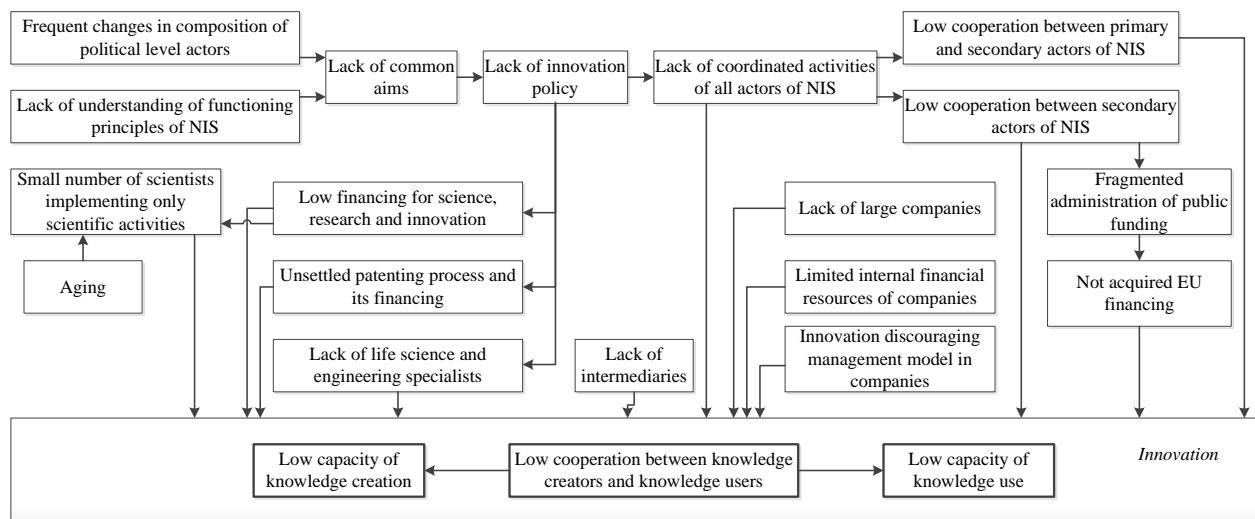 Frequent changes in composition of
political level actors
Lack of understanding of functioning
principles of NIS
Lack of common
aims
Lack of innovation
policy
Lack of coordinated activities
of all actors of NIS
Low cooperation between primary
and secondary actors of NIS
Low cooperation between secondary
actors of NIS
Small number of scientists
implementing only
scientific activities
Aging
Low financing for science,
research and innovation
Unsettled patenting process and
its financing
Lack of life science and
engineering specialists
Lack of
intermediaries
Lack of large companies
Limited internal financial
resources of companies
Innovation discouraging
management model in
companies
Fragmented
administration of public
funding
Not acquired EU
financing
Innovation
Low capacity of
knowledge creation
Low cooperation between knowledge
creators and knowledge users
Low capacity of
knowledge use